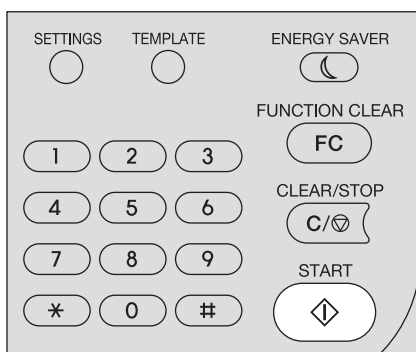 SETTINGS TEMPLATE ENERGY SAVER
FUNCTION CLEAR
FC
1 2 3
CLEAR/STOP
4 5 6
C/
7 8 9
START
* 0 #